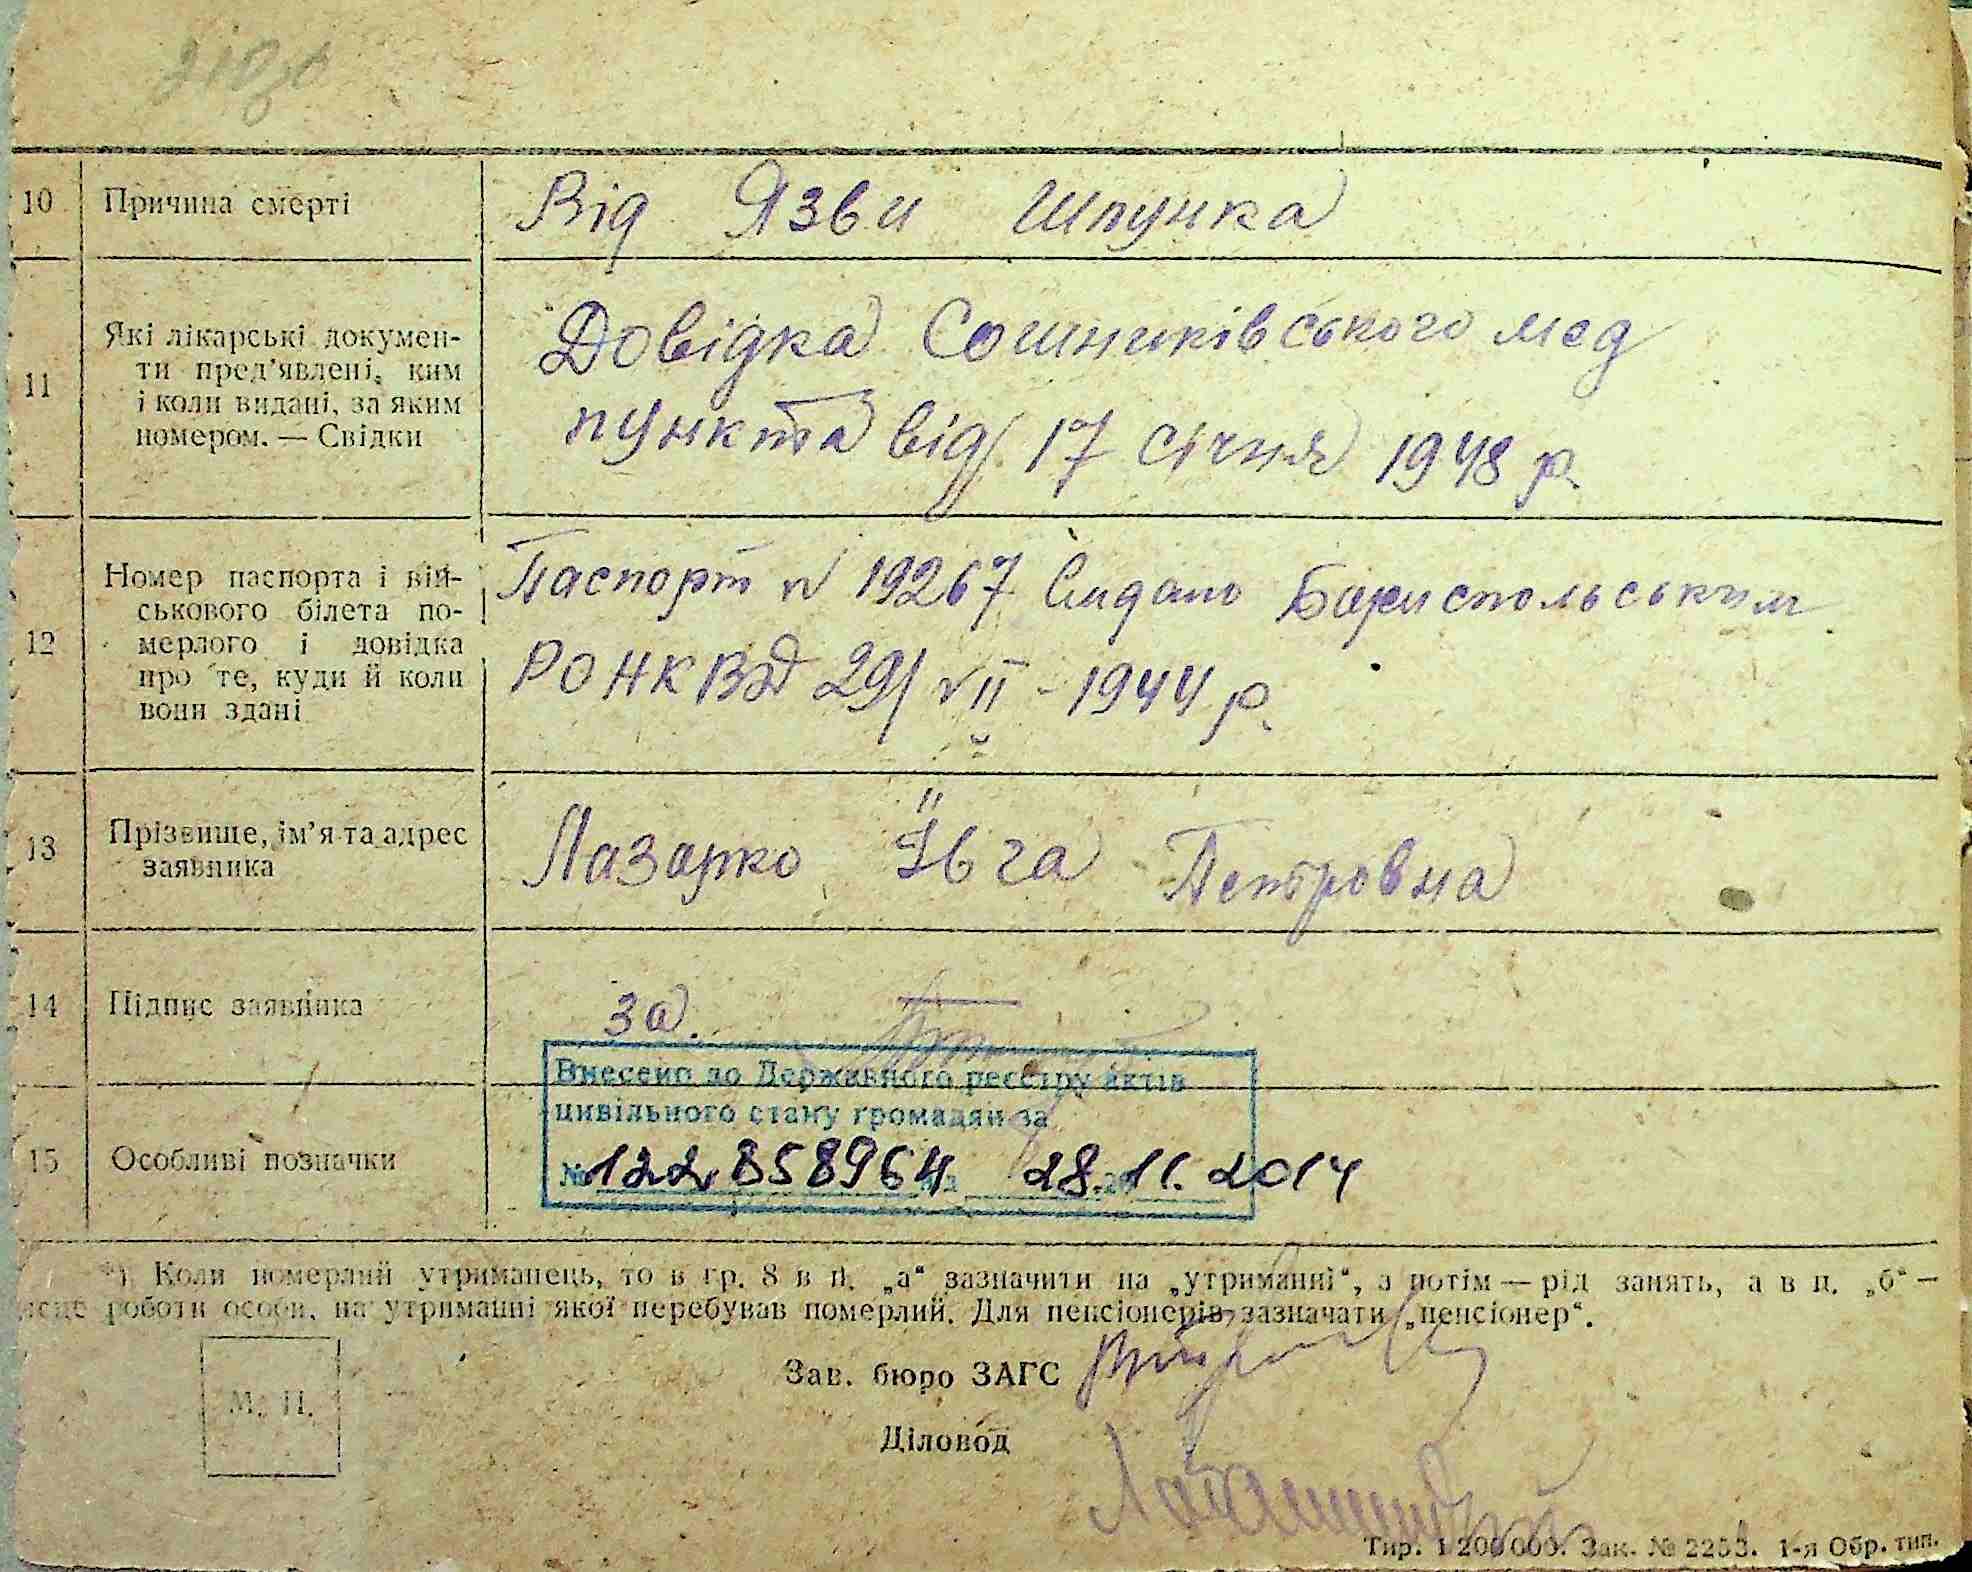 10 Причина смерті Від Язви Шлунка
11 Які лікарські докумен-
ти пред'явлені, ким
і коли видані, за яким
номером. — Свідки
Довідка Сошниківського мед
пункта від 17 січня 1948 р.
12 Номер паспорта і вій-
ськового білета по-
мерлого і довідка
про те, куди й коли
вони здані
Паспорт N 19267 Видано Бориспольським
РОНКВД 29/VII - 1944 р.
13 Прізвище, ім'я та адрес
заявника
Лазарко Ївга Петровна
14 Підпис заявника за
Внесено до Державного реєстру актів
цивільного стану громадян за
№ 122858964 від 28.11.2014
15 Особливі позначки
*) Коли померлий утриманець, то в гр. 8 в п. „а“ зазначити на „утриманні“, а потім — рід занять, а в п. „б“ —
місце роботи особи, на утриманні якої перебував померлий. Для пенсіонерів зазначати „пенсіонер“.
М. П.
Зав. бюро ЗАГС
Діловод
Тир. 1 200 000. Зак. № 2253. 1-я Обр. тип.